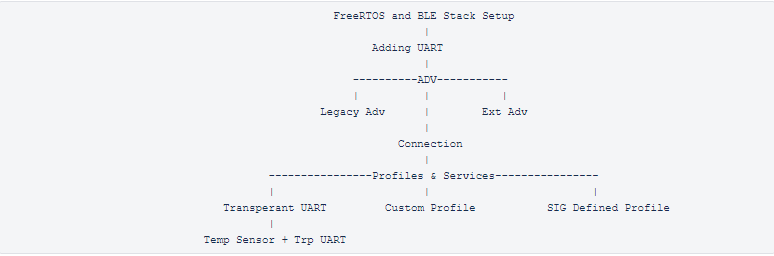 FreeRTOS and BLE Stack Setup
|
Adding UART
|
----------ADV-----------
| | |
Legacy Adv | Ext Adv
|
Connection
|
----------------Profiles & Services----------------
| | |
Transperant UART Custom Profile SIG Defined Profile
|
Temp Sensor + Trp UART